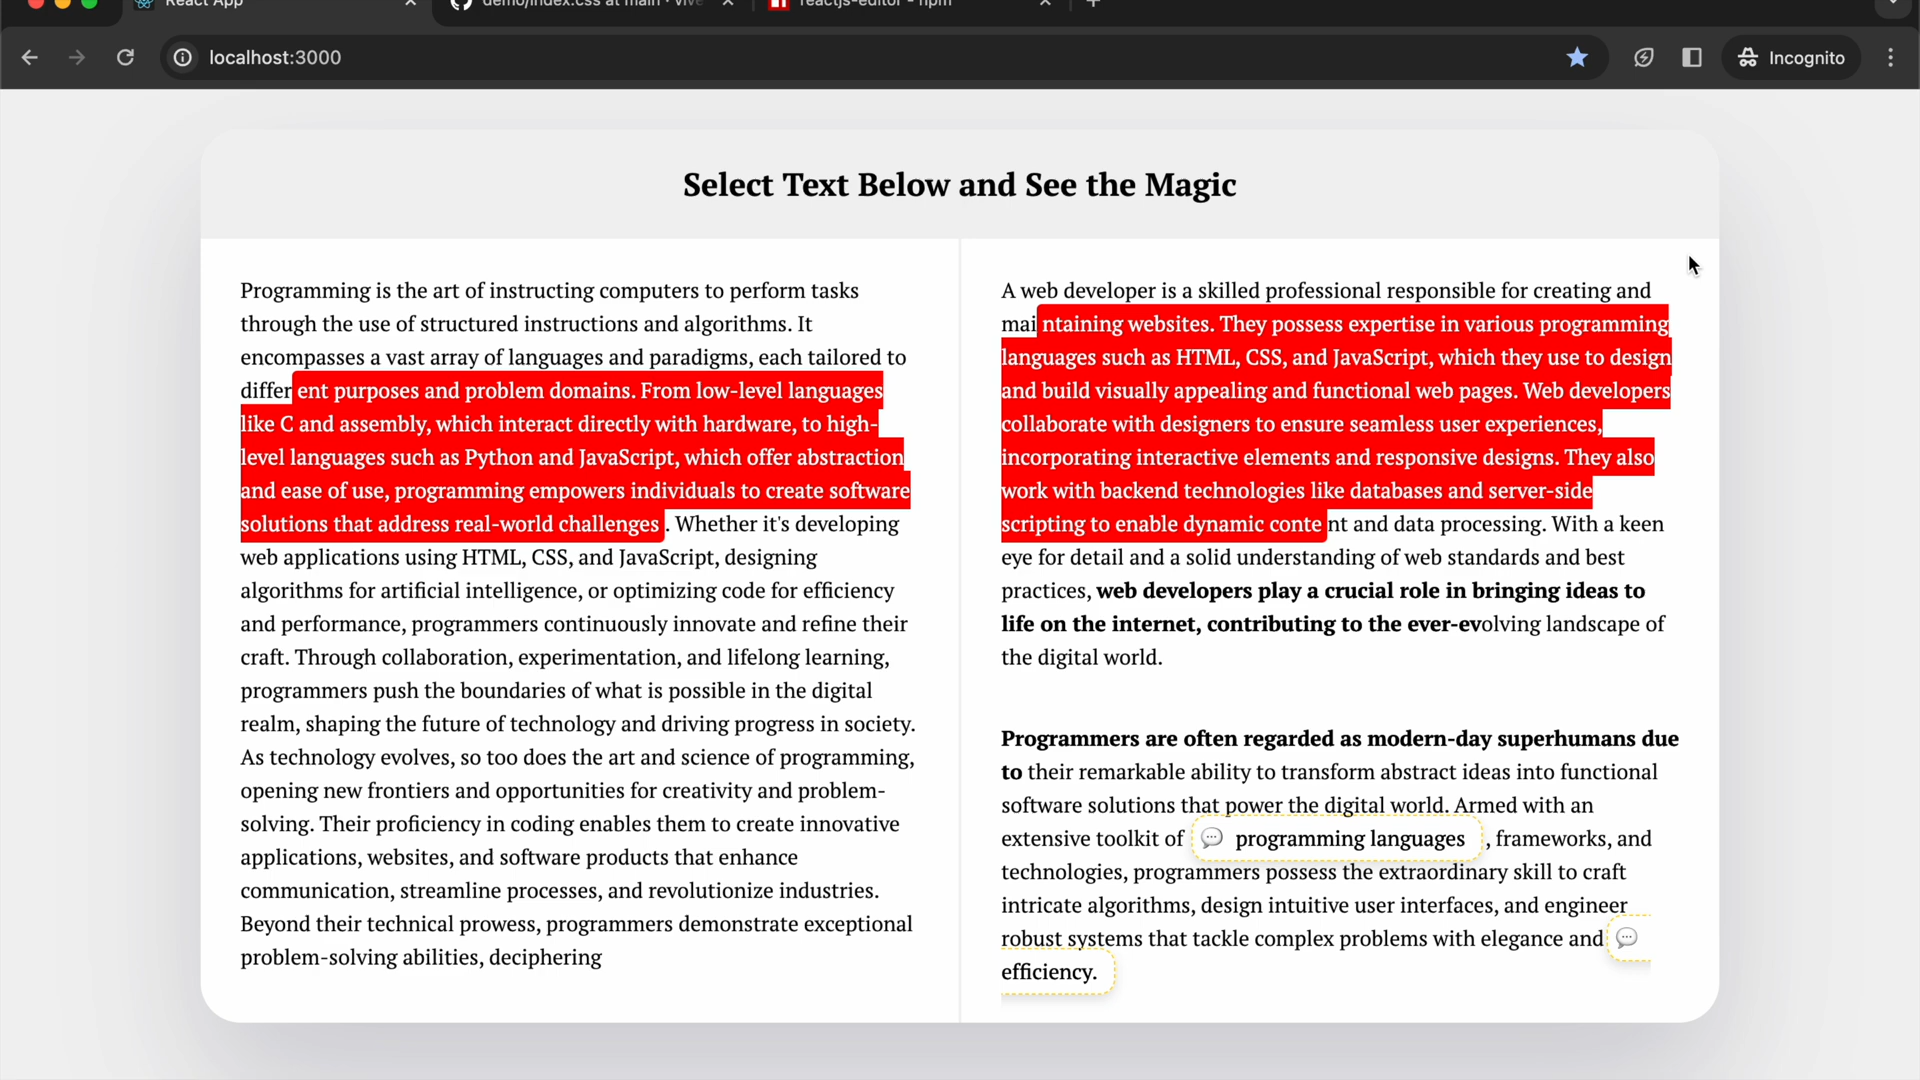 React App
demo/index.css at main · vive
reactjs-editor - npm
localhost:3000
Incognito
Select Text Below and See the Magic
Programming is the art of instructing computers to perform tasks
through the use of structured instructions and algorithms. It
encompasses a vast array of languages and paradigms, each tailored to
different purposes and problem domains. From low-level languages
like C and assembly, which interact directly with hardware, to high-
level languages such as Python and JavaScript, which offer abstraction
and ease of use, programming empowers individuals to create software
solutions that address real-world challenges . Whether it's developing
web applications using HTML, CSS, and JavaScript, designing
algorithms for artificial intelligence, or optimizing code for efficiency
and performance, programmers continuously innovate and refine their
craft. Through collaboration, experimentation, and lifelong learning,
programmers push the boundaries of what is possible in the digital
realm, shaping the future of technology and driving progress in society.
As technology evolves, so too does the art and science of programming,
opening new frontiers and opportunities for creativity and problem-
solving. Their proficiency in coding enables them to create innovative
applications, websites, and software products that enhance
communication, streamline processes, and revolutionize industries.
Beyond their technical prowess, programmers demonstrate exceptional
problem-solving abilities, deciphering
A web developer is a skilled professional responsible for creating and
maintaining websites. They possess expertise in various programming
languages such as HTML, CSS, and JavaScript, which they use to design
and build visually appealing and functional web pages. Web developers
collaborate with designers to ensure seamless user experiences,
incorporating interactive elements and responsive designs. They also
work with backend technologies like databases and server-side
scripting to enable dynamic content and data processing. With a keen
eye for detail and a solid understanding of web standards and best
practices, web developers play a crucial role in bringing ideas to
life on the internet, contributing to the ever-evolving landscape of
the digital world.
Programmers are often regarded as modern-day superhumans due
to their remarkable ability to transform abstract ideas into functional
software solutions that power the digital world. Armed with an
extensive toolkit of programming languages , frameworks, and
technologies, programmers possess the extraordinary skill to craft
intricate algorithms, design intuitive user interfaces, and engineer
robust systems that tackle complex problems with elegance and
efficiency.